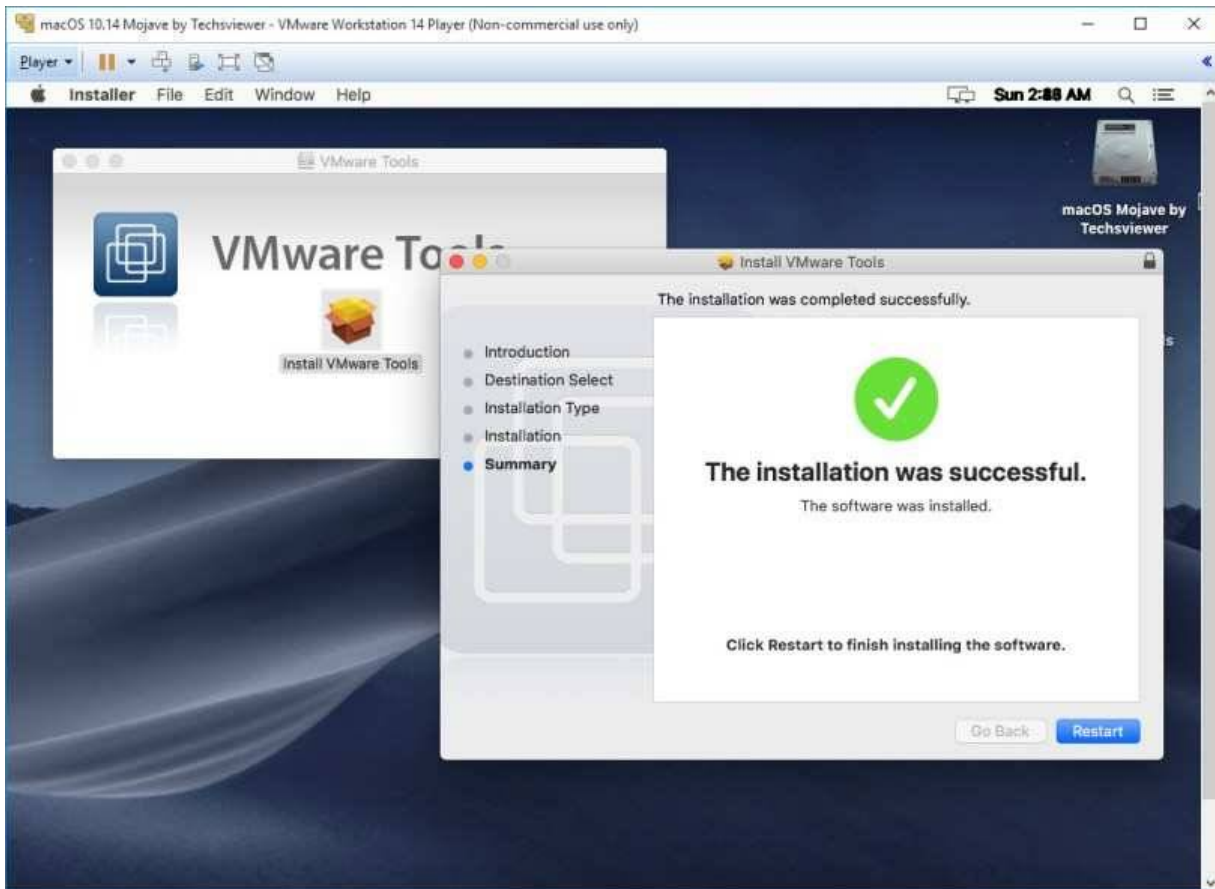 macOS 10.14 Mojave by Techsviewer - VMware Workstation 14 Player (Non-commercial use only)
Player
Installer File Edit Window Help
Sun AM
VMware Tools
macOS Mojave by
Techsviewer
VMware
Install VMware Tools
Install VMware Tools
The installation was completed successfully.
Introduction
Destination Select
Installation Type
Installation
Summary
The installation was successful.
The software was installed.
Click Restart to finish installing the software.
Go Back
Restart